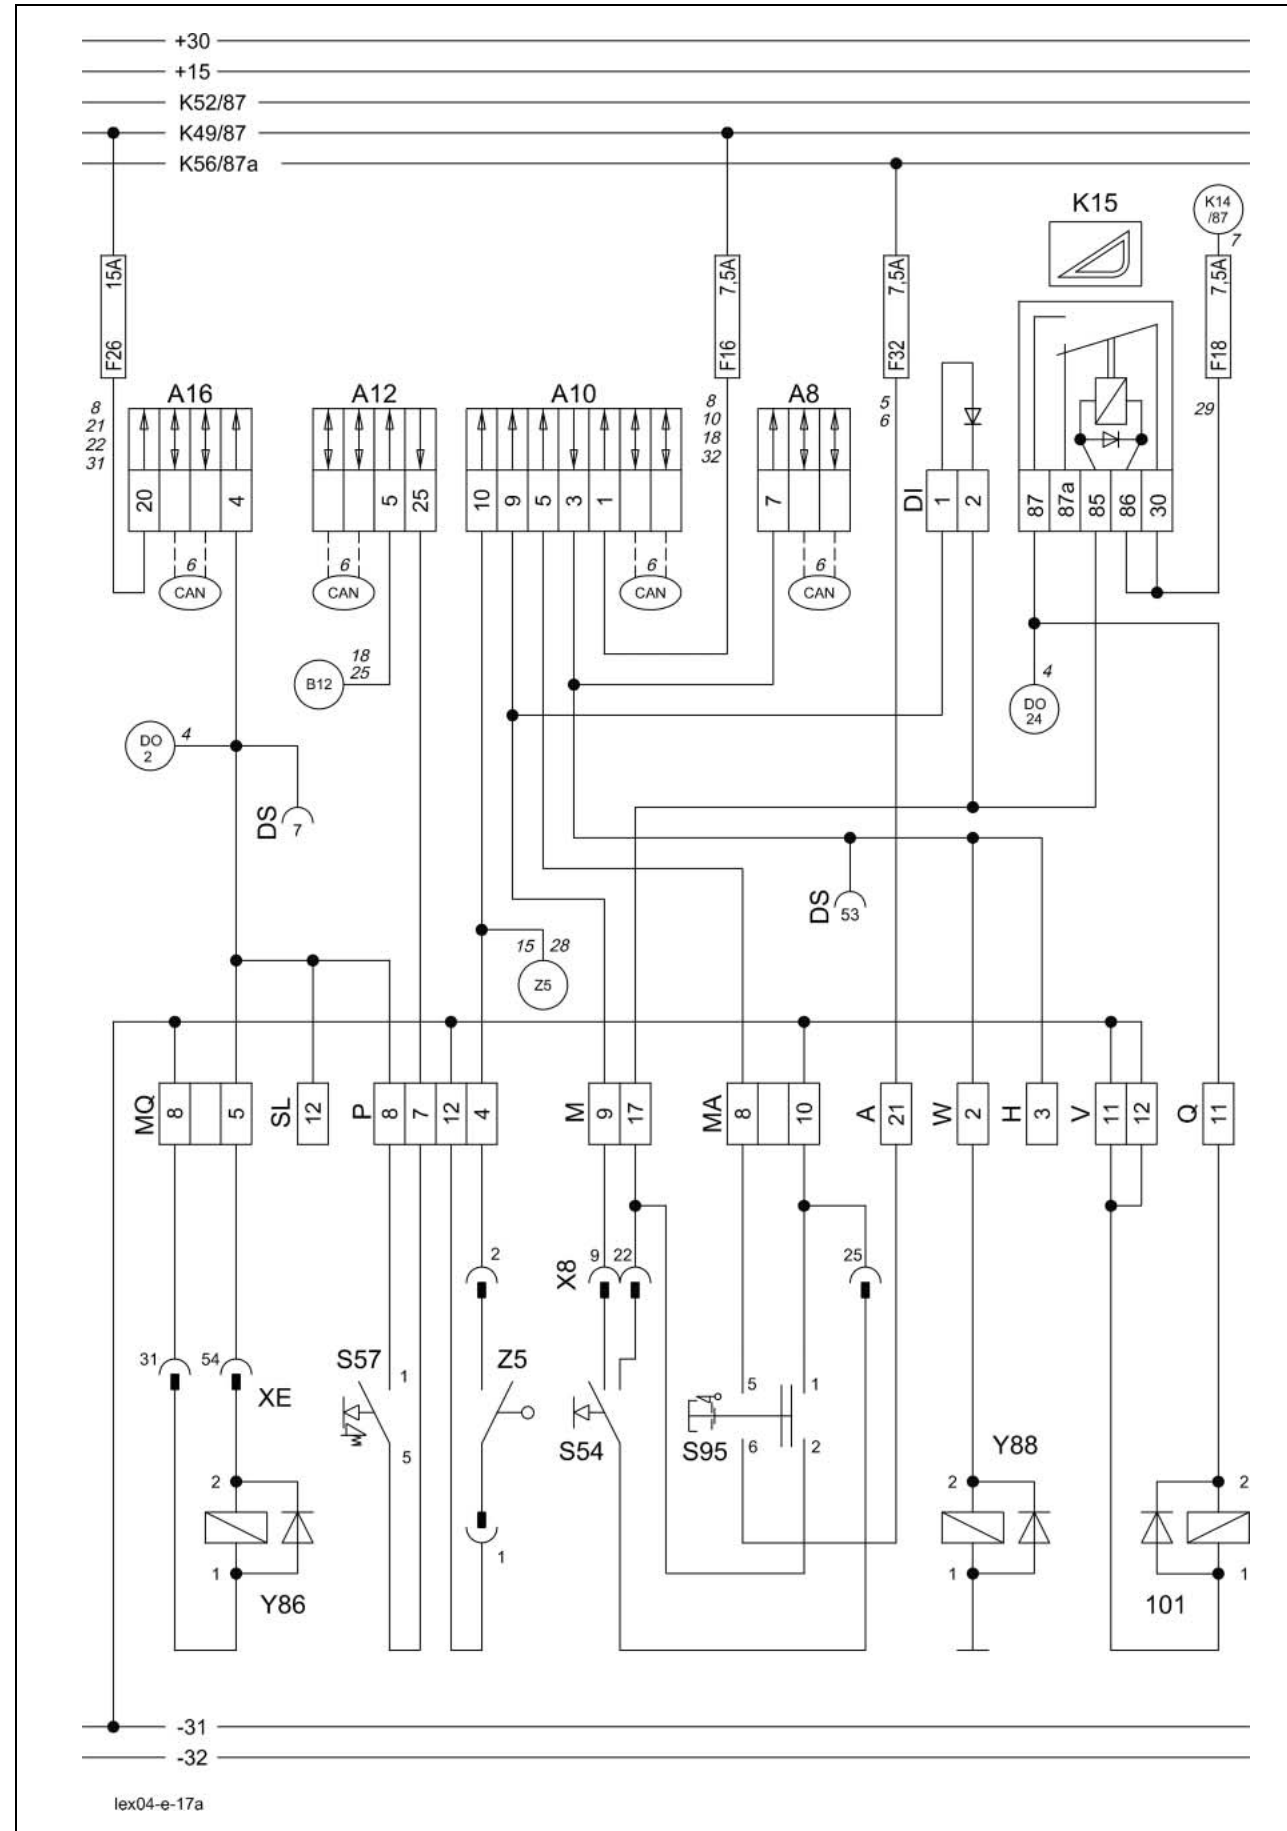 +30
+15
K52/87
K49/87
K56/87a
K15
K14
/87
7
15A
F26
7,5A
F16
7,5A
F32
7,5A
F18
A16
A12
A10
A8
8
21
22
31
8
10
18
32
5
6
29
20
4
5
25
10
9
5
3
1
7
DI
1
2
87
87a
85
86
30
6
CAN
6
CAN
6
CAN
6
CAN
18
25
B12
4
DO
24
DO
2
4
DS
7
DS
53
15
28
Z5
MQ
8
5
SL
12
P
8
7
12
4
M
9
17
MA
8
10
A
21
W
2
H
3
V
11
12
Q
11
2
X8
9
22
25
31
54
XE
S57
1
5
Z5
1
S54
S95
5
6
1
2
Y88
2
1
2
1
Y86
101
2
1
-31
-32
lex04-e-17a